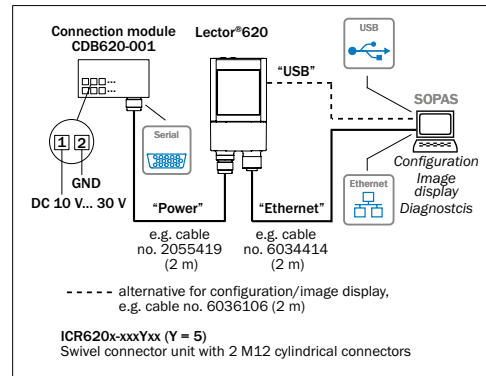 Connection module
CDB620-001
Lector®620
USB
"USB"
SOPAS
Serial
1 2
GND
DC 10 V... 30 V
"Power"
"Ethernet"
Ethernet
Configuration
Image
display
Diagnostcis
e.g. cable
no. 2055419
(2 m)
e.g. cable
no. 6034414
(2 m)
----- alternative for configuration/image display,
e.g. cable no. 6036106 (2 m)
ICR620x-xxxYxx (Y = 5)
Swivel connector unit with 2 M12 cylindrical connectors